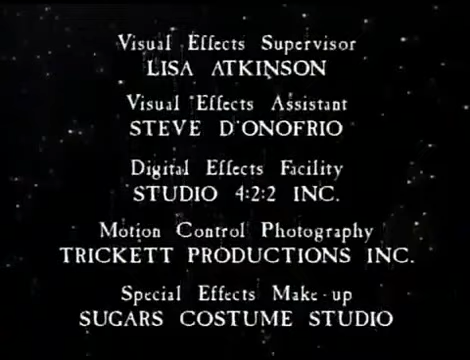 Visual Effects Supervisor
LISA ATKINSON
Visual Effects Assistant
STEVE D'ONOFRIO
Digital Effects Facility
STUDIO 4:2:2 INC.
Motion Control Photography
TRICKETT PRODUCTIONS INC.
Special Effects Make-up
SUGARS COSTUME STUDIO